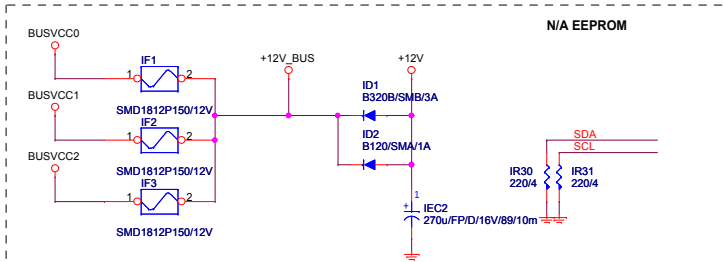 N/A EEPROM
BUSVCC0
IF1
1
2
SMD1812P150/12V
+12V_BUS
+12V
ID1
B320B/SMB/3A
BUSVCC1
IF2
1
2
SMD1812P150/12V
ID2
B120/SMA/1A
BUSVCC2
IF3
1
2
SMD1812P150/12V
+
1
IEC2
270u/FP/D/16V/89/10m
SDA
SCL
IR30
220/4
IR31
220/4